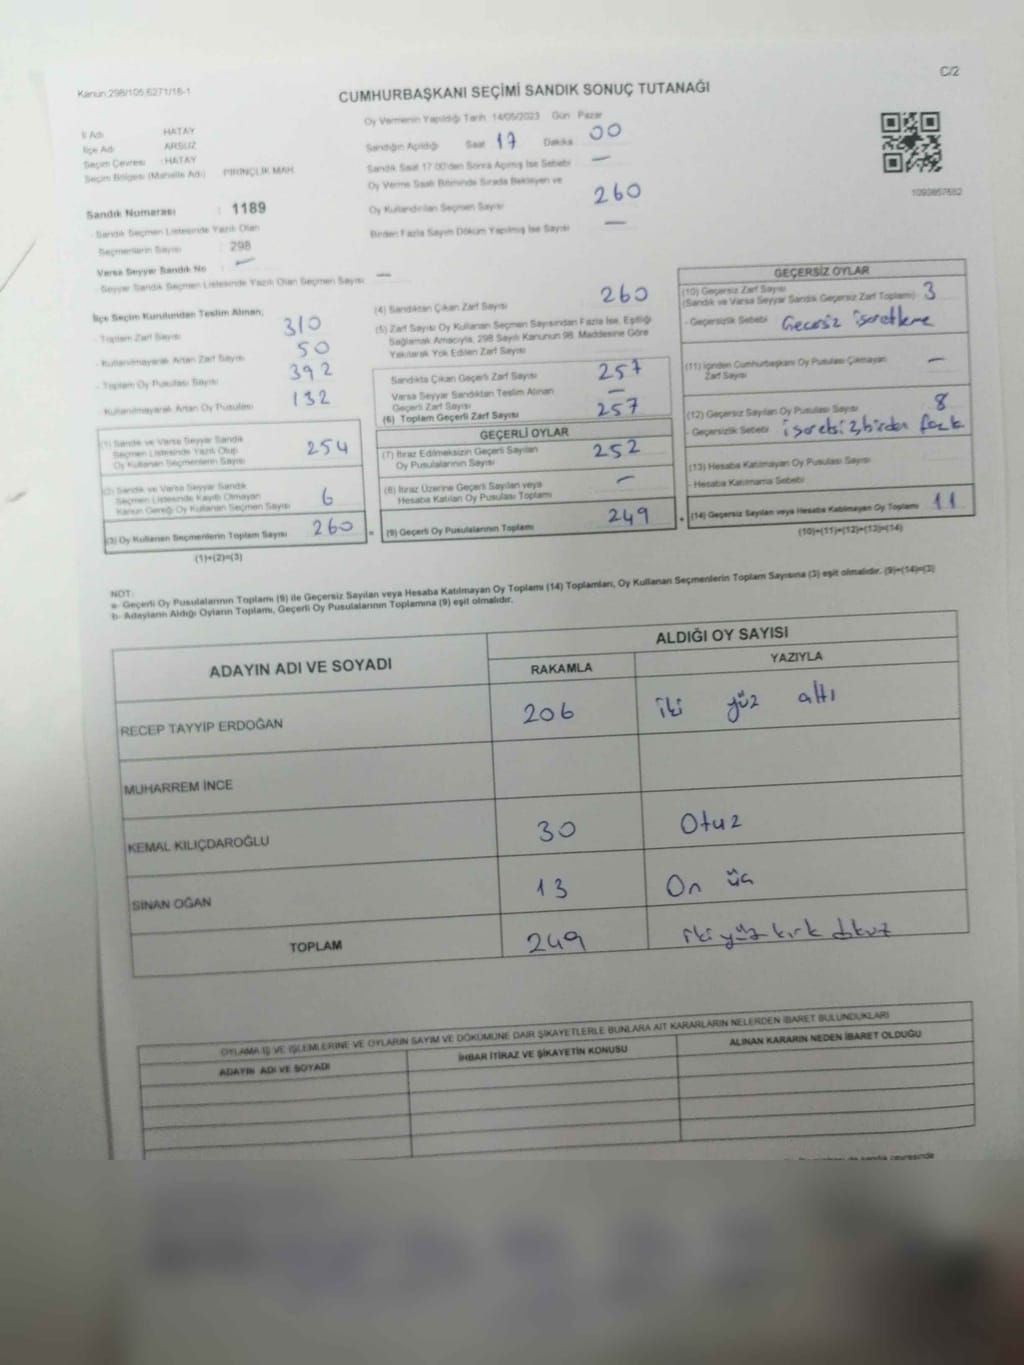 C/2
Kanun:298/105,6271/18-1
CUMHURBAŞKANI SEÇİMİ SANDIK SONUÇ TUTANAĞI
İl Adı HATAY
İlçe Adı ARSUZ
Seçim Çevresi : HATAY
Seçim Bölgesi (Mahalle Adı) PİRİNÇLİK MAH
Sandık Numarası : 1189
- Sandık Seçmen Listesinde Yazılı Olan
Seçmenlerin Sayısı : 298
Varsa Seyyar Sandık No : —
- Seyyar Sandık Seçmen Listesinde Yazılı Olan Seçmen Sayısı —
Oy Vermenin Yapıldığı Tarih: 14/05/2023 Gün Pazar
Sandığın Açıldığı Saat 17 Dakika 00
Sandık Saat 17:00'den Sonra Açılmış İse Sebebi —
Oy Verme Saati Bitiminde Sırada Bekleyen ve
Oy Kullandırılan Seçmen Sayısı 260
Birden Fazla Sayım Döküm Yapılmış İse Sayısı —
1090857652
İlçe Seçim Kurulundan Teslim Alınan;
- Toplam Zarf Sayısı 310
- Kullanılmayarak Artan Zarf Sayısı 50
- Toplam Oy Pusulası Sayısı 392
- Kullanılmayarak Artan Oy Pusulası 132
(1) Sandık ve Varsa Seyyar Sandık
Seçmen Listesinde Yazılı Olup
Oy Kullanan Seçmenlerin Sayısı 254
(2) Sandık ve Varsa Seyyar Sandık
Seçmen Listesinde Kayıtlı Olmayan
Kanun Gereği Oy Kullanan Seçmen Sayısı 6
(3) Oy Kullanan Seçmenlerin Toplam Sayısı 260 =
(1)+(2)=(3)
(4) Sandıktan Çıkan Zarf Sayısı 260
(5) Zarf Sayısı Oy Kullanan Seçmen Sayısından Fazla İse, Eşitliği
Sağlamak Amacıyla, 298 Sayılı Kanunun 98. Maddesine Göre
Yakılarak Yok Edilen Zarf Sayısı
Sandıkta Çıkan Geçerli Zarf Sayısı 257
Varsa Seyyar Sandıktan Teslim Alınan
Geçerli Zarf Sayısı —
(6) Toplam Geçerli Zarf Sayısı 257
GEÇERLİ OYLAR
(7) İtiraz Edilmeksizin Geçerli Sayılan
Oy Pusulalarının Sayısı 252
(8) İtiraz Üzerine Geçerli Sayılan veya
Hesaba Katılan Oy Pusulası Toplamı —
(9) Geçerli Oy Pusulalarının Toplamı 249 +
GEÇERSİZ OYLAR
(10) Geçersiz Zarf Sayısı
(Sandık ve Varsa Seyyar Sandık Geçersiz Zarf Toplamı) 3
- Geçersizlik Sebebi Geçersiz işaretleme
(11) İçinden Cumhurbaşkanı Oy Pusulası Çıkmayan
Zarf Sayısı —
(12) Geçersiz Sayılan Oy Pusulası Sayısı 8
- Geçersizlik Sebebi işaretsiz, birden fazla
(13) Hesaba Katılmayan Oy Pusulası Sayısı
- Hesaba Katılmama Sebebi
(14) Geçersiz Sayılan veya Hesaba Katılmayan Oy Toplamı 11
(10)+(11)+(12)+(13)=(14)
NOT:
a- Geçerli Oy Pusulalarının Toplamı (9) ile Geçersiz Sayılan veya Hesaba Katılmayan Oy Toplamı (14) Toplamları, Oy Kullanan Seçmenlerin Toplam Sayısına (3) eşit olmalıdır. (9)+(14)=(3)
b- Adayların Aldığı Oyların Toplamı, Geçerli Oy Pusulalarının Toplamına (9) eşit olmalıdır.
ADAYIN ADI VE SOYADI ALDIĞI OY SAYISI
RAKAMLA YAZIYLA
RECEP TAYYİP ERDOĞAN 206 iki yüz altı
MUHARREM İNCE
KEMAL KILIÇDAROĞLU 30 Otuz
SİNAN OĞAN 13 On üç
TOPLAM 249 iki yüz kırk dokuz
OYLAMA İŞ VE İŞLEMLERİNE VE OYLARIN SAYIM VE DÖKÜMÜNE DAİR ŞİKAYETLERLE BUNLARA AİT KARARLARIN NELERDEN İBARET BULUNDUKLARI
ADAYIN ADI VE SOYADI İHBAR İTİRAZ VE ŞİKAYETİN KONUSU ALINAN KARARIN NEDEN İBARET OLDUĞU
da sandık çevresinde